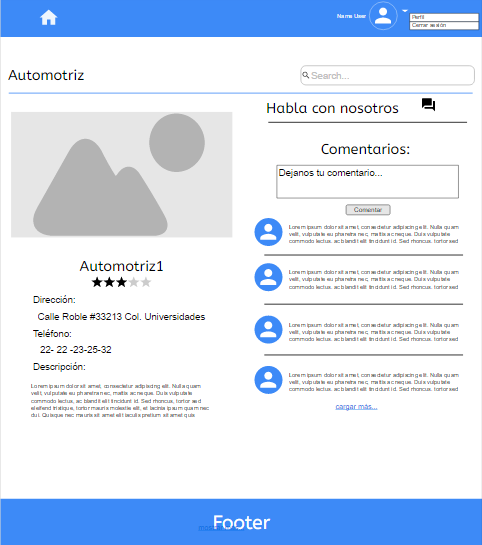 Name User
Perfil
Cerrar sesión
Automotriz
Search...
Habla con nosotros
Comentarios:
Dejanos tu comentario...
Comentar
Lorem ipsum dolor sit amet, consectetur adipiscing elit. Nulla quam
velit, vulputate eu pharetra nec, mattis ac neque. Duis vulputate
commodo lectus, ac blandit elit tincidunt id. Sed rhoncus, tortor sed
Lorem ipsum dolor sit amet, consectetur adipiscing elit. Nulla quam
velit, vulputate eu pharetra nec, mattis ac neque. Duis vulputate
commodo lectus, ac blandit elit tincidunt id. Sed rhoncus, tortor sed
Lorem ipsum dolor sit amet, consectetur adipiscing elit. Nulla quam
velit, vulputate eu pharetra nec, mattis ac neque. Duis vulputate
commodo lectus, ac blandit elit tincidunt id. Sed rhoncus, tortor sed
Lorem ipsum dolor sit amet, consectetur adipiscing elit. Nulla quam
velit, vulputate eu pharetra nec, mattis ac neque. Duis vulputate
commodo lectus, ac blandit elit tincidunt id. Sed rhoncus, tortor sed
cargar más...
Automotriz1
Dirección:
Calle Roble #33213 Col. Universidades
Teléfono:
22- 22 -23-25-32
Descripción:
Lorem ipsum dolor sit amet, consectetur adipiscing elit. Nulla quam
velit, vulputate eu pharetra nec, mattis ac neque. Duis vulputate
commodo lectus, ac blandit elit tincidunt id. Sed rhoncus, tortor sed
eleifend tristique, tortor mauris molestie elit, et lacinia ipsum quam nec
dui. Quisque nec mauris sit amet elit iaculis pretium sit amet quis
Footer